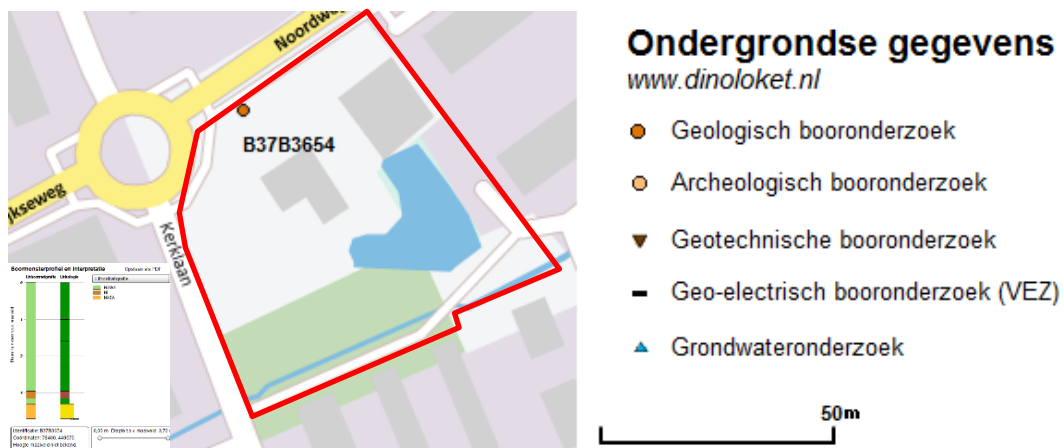 Noordweg
B37B3654
jkseweg
Kerklaan
Boormonsterprofiel en Interpretatie
Ondergrondse gegevens
www.dinoloket.nl
Geologisch booronderzoek
Archeologisch booronderzoek
Geotechnische booronderzoek
Geo-electrisch booronderzoek (VEZ)
Grondwateronderzoek
50m